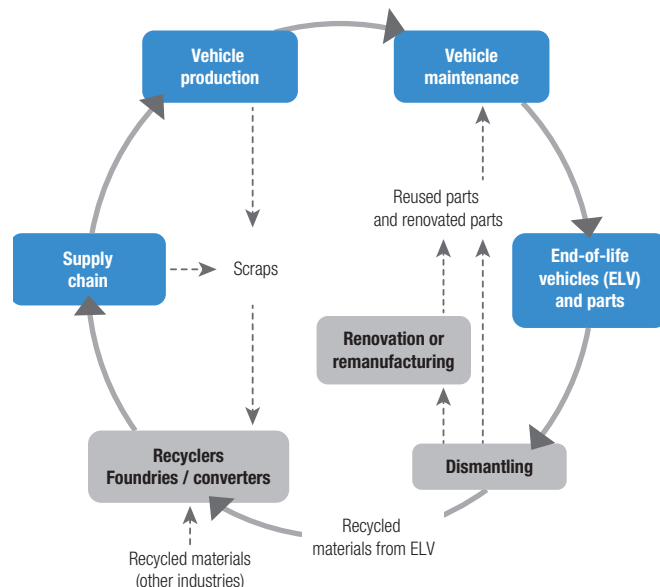 Vehicle
production
Vehicle
maintenance
Reused parts
and renovated parts
Supply
chain
Scraps
End-of-life
vehicles (ELV)
and parts
Renovation or
remanufacturing
Recyclers
Foundries / converters
Dismantling
Recycled
materials from ELV
Recycled materials
(other industries)